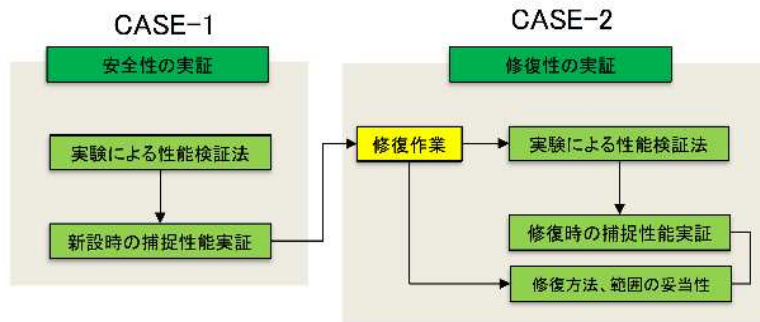 CASE-1
安全性の実証
実験による性能検証法
新設時の捕捉性能実証
CASE-2
修復性の実証
修復作業
実験による性能検証法
修復時の捕捉性能実証
修復方法、範囲の妥当性